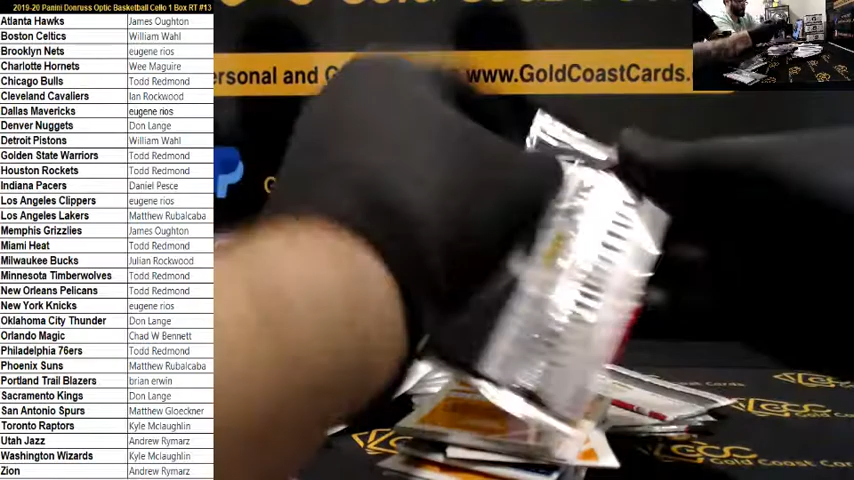 2019-20 Panini Donruss Optic Basketball Cello 1 Box RT #13
Atlanta Hawks James Oughton
Boston Celtics William Wahl
Brooklyn Nets eugene rios
Charlotte Hornets Wee Maguire
Chicago Bulls Todd Redmond
Cleveland Cavaliers Ian Rockwood
Dallas Mavericks eugene rios
Denver Nuggets Don Lange
Detroit Pistons William Wahl
Golden State Warriors Todd Redmond
Houston Rockets Todd Redmond
Indiana Pacers Daniel Pesce
Los Angeles Clippers eugene rios
Los Angeles Lakers Matthew Rubalcaba
Memphis Grizzlies James Oughton
Miami Heat Todd Redmond
Milwaukee Bucks Julian Rockwood
Minnesota Timberwolves Todd Redmond
New Orleans Pelicans Todd Redmond
New York Knicks eugene rios
Oklahoma City Thunder Don Lange
Orlando Magic Chad W Bennett
Philadelphia 76ers Todd Redmond
Phoenix Suns Matthew Rubalcaba
Portland Trail Blazers brian erwin
Sacramento Kings Don Lange
San Antonio Spurs Matthew Gloeckner
Toronto Raptors Kyle Mclaughlin
Utah Jazz Andrew Rymarz
Washington Wizards Kyle Mclaughlin
Zion Andrew Rymarz
ersonal and G
www.GoldCoastCards.
GCC
Gold Coast Cards